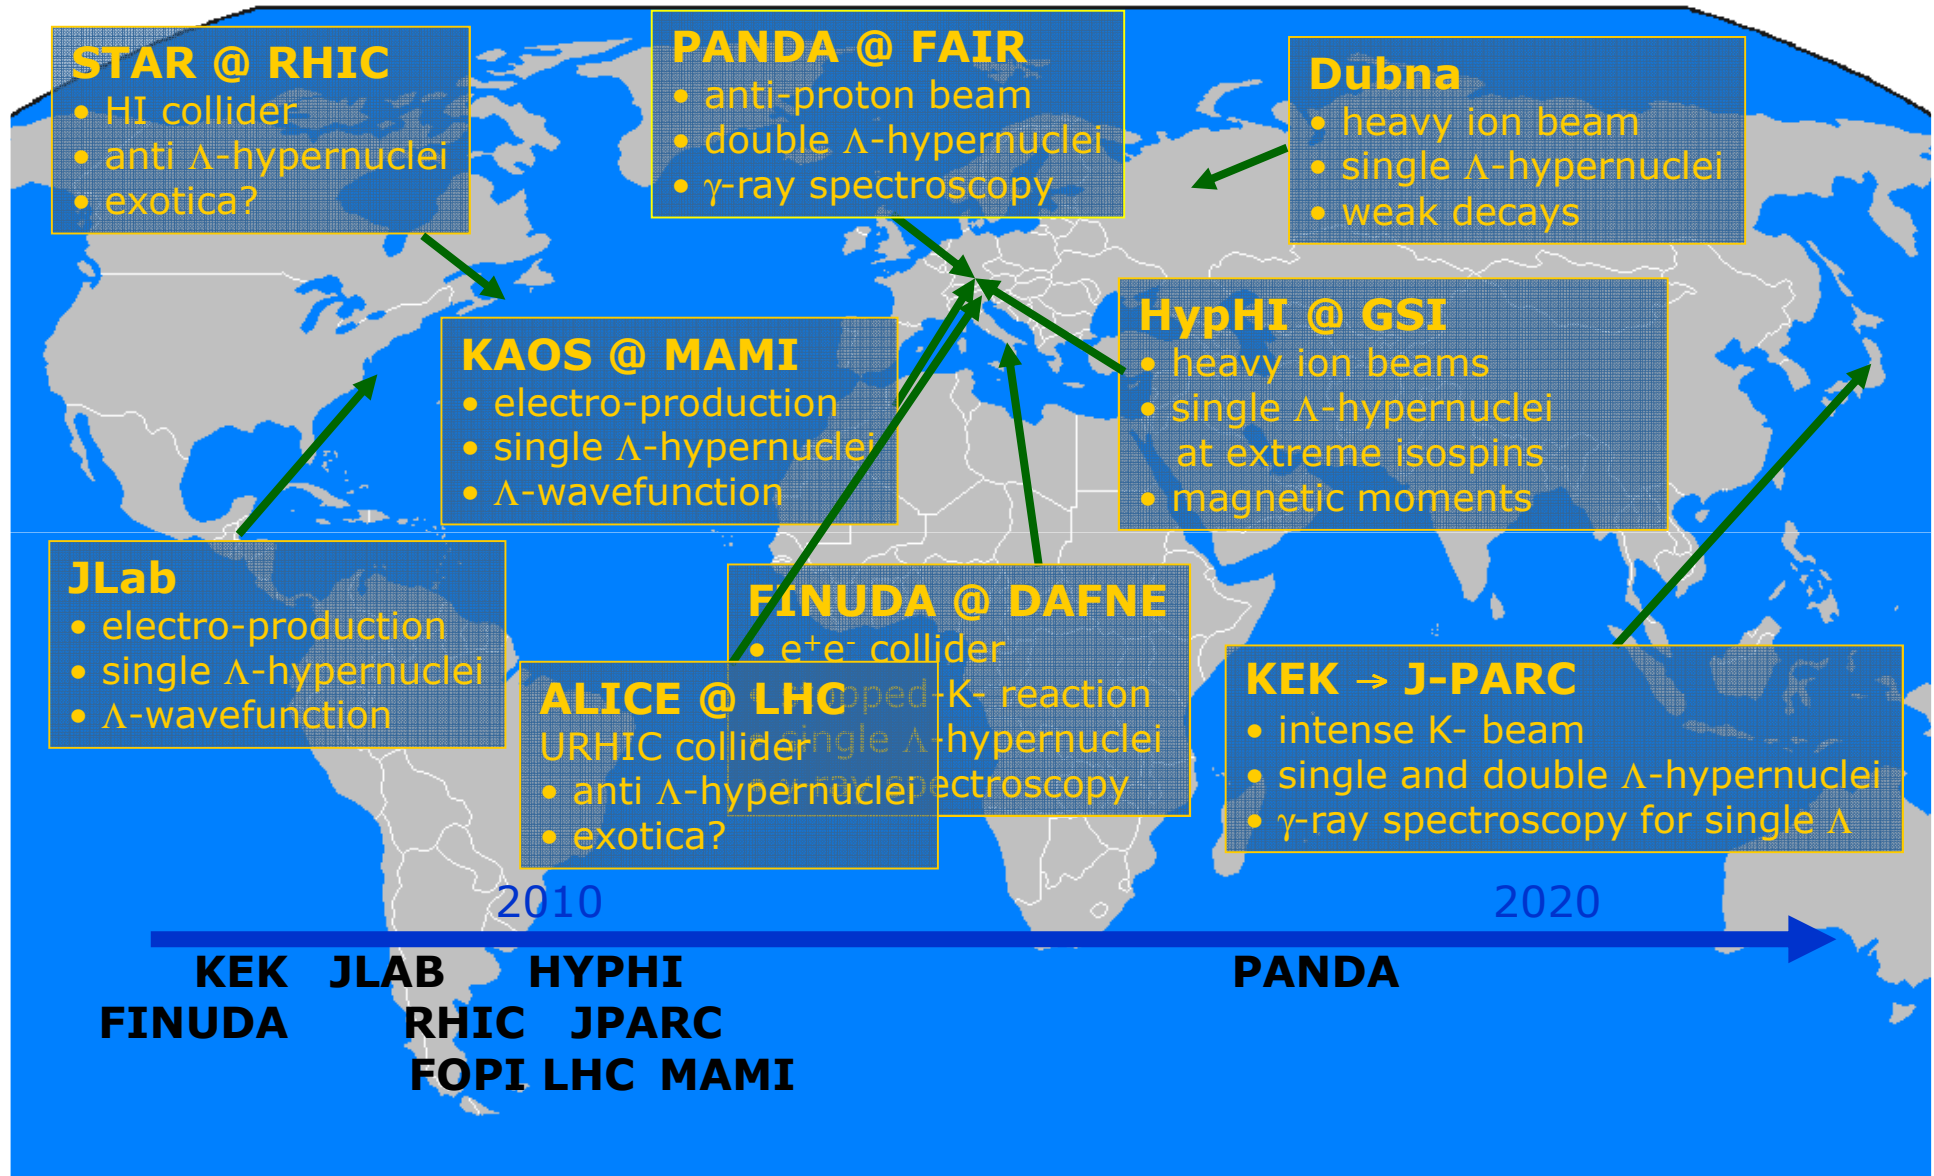 STAR @ RHIC
• HI collider
• anti Λ-hypernuclei
• exotica?
PANDA @ FAIR
• anti-proton beam
• double Λ-hypernuclei
• γ-ray spectroscopy
Dubna
• heavy ion beam
• single Λ-hypernuclei
• weak decays
KAOS @ MAMI
• electro-production
• single Λ-hypernuclei
• Λ-wavefunction
HypHI @ GSI
• heavy ion beams
• single Λ-hypernuclei
at extreme isospins
• magnetic moments
JLab
• electro-production
• single Λ-hypernuclei
• Λ-wavefunction
FINUDA @ DAFNE
• e⁺e⁻ collider
• stopped-K- reaction
• single Λ-hypernuclei
• γ-ray spectroscopy
ALICE @ LHC
URHIC collider
• anti Λ-hypernuclei
• exotica?
KEK → J-PARC
• intense K- beam
• single and double Λ-hypernuclei
• γ-ray spectroscopy for single Λ
2010 2020
KEK JLAB HYPHI PANDA
FINUDA RHIC JPARC
FOPI LHC MAMI